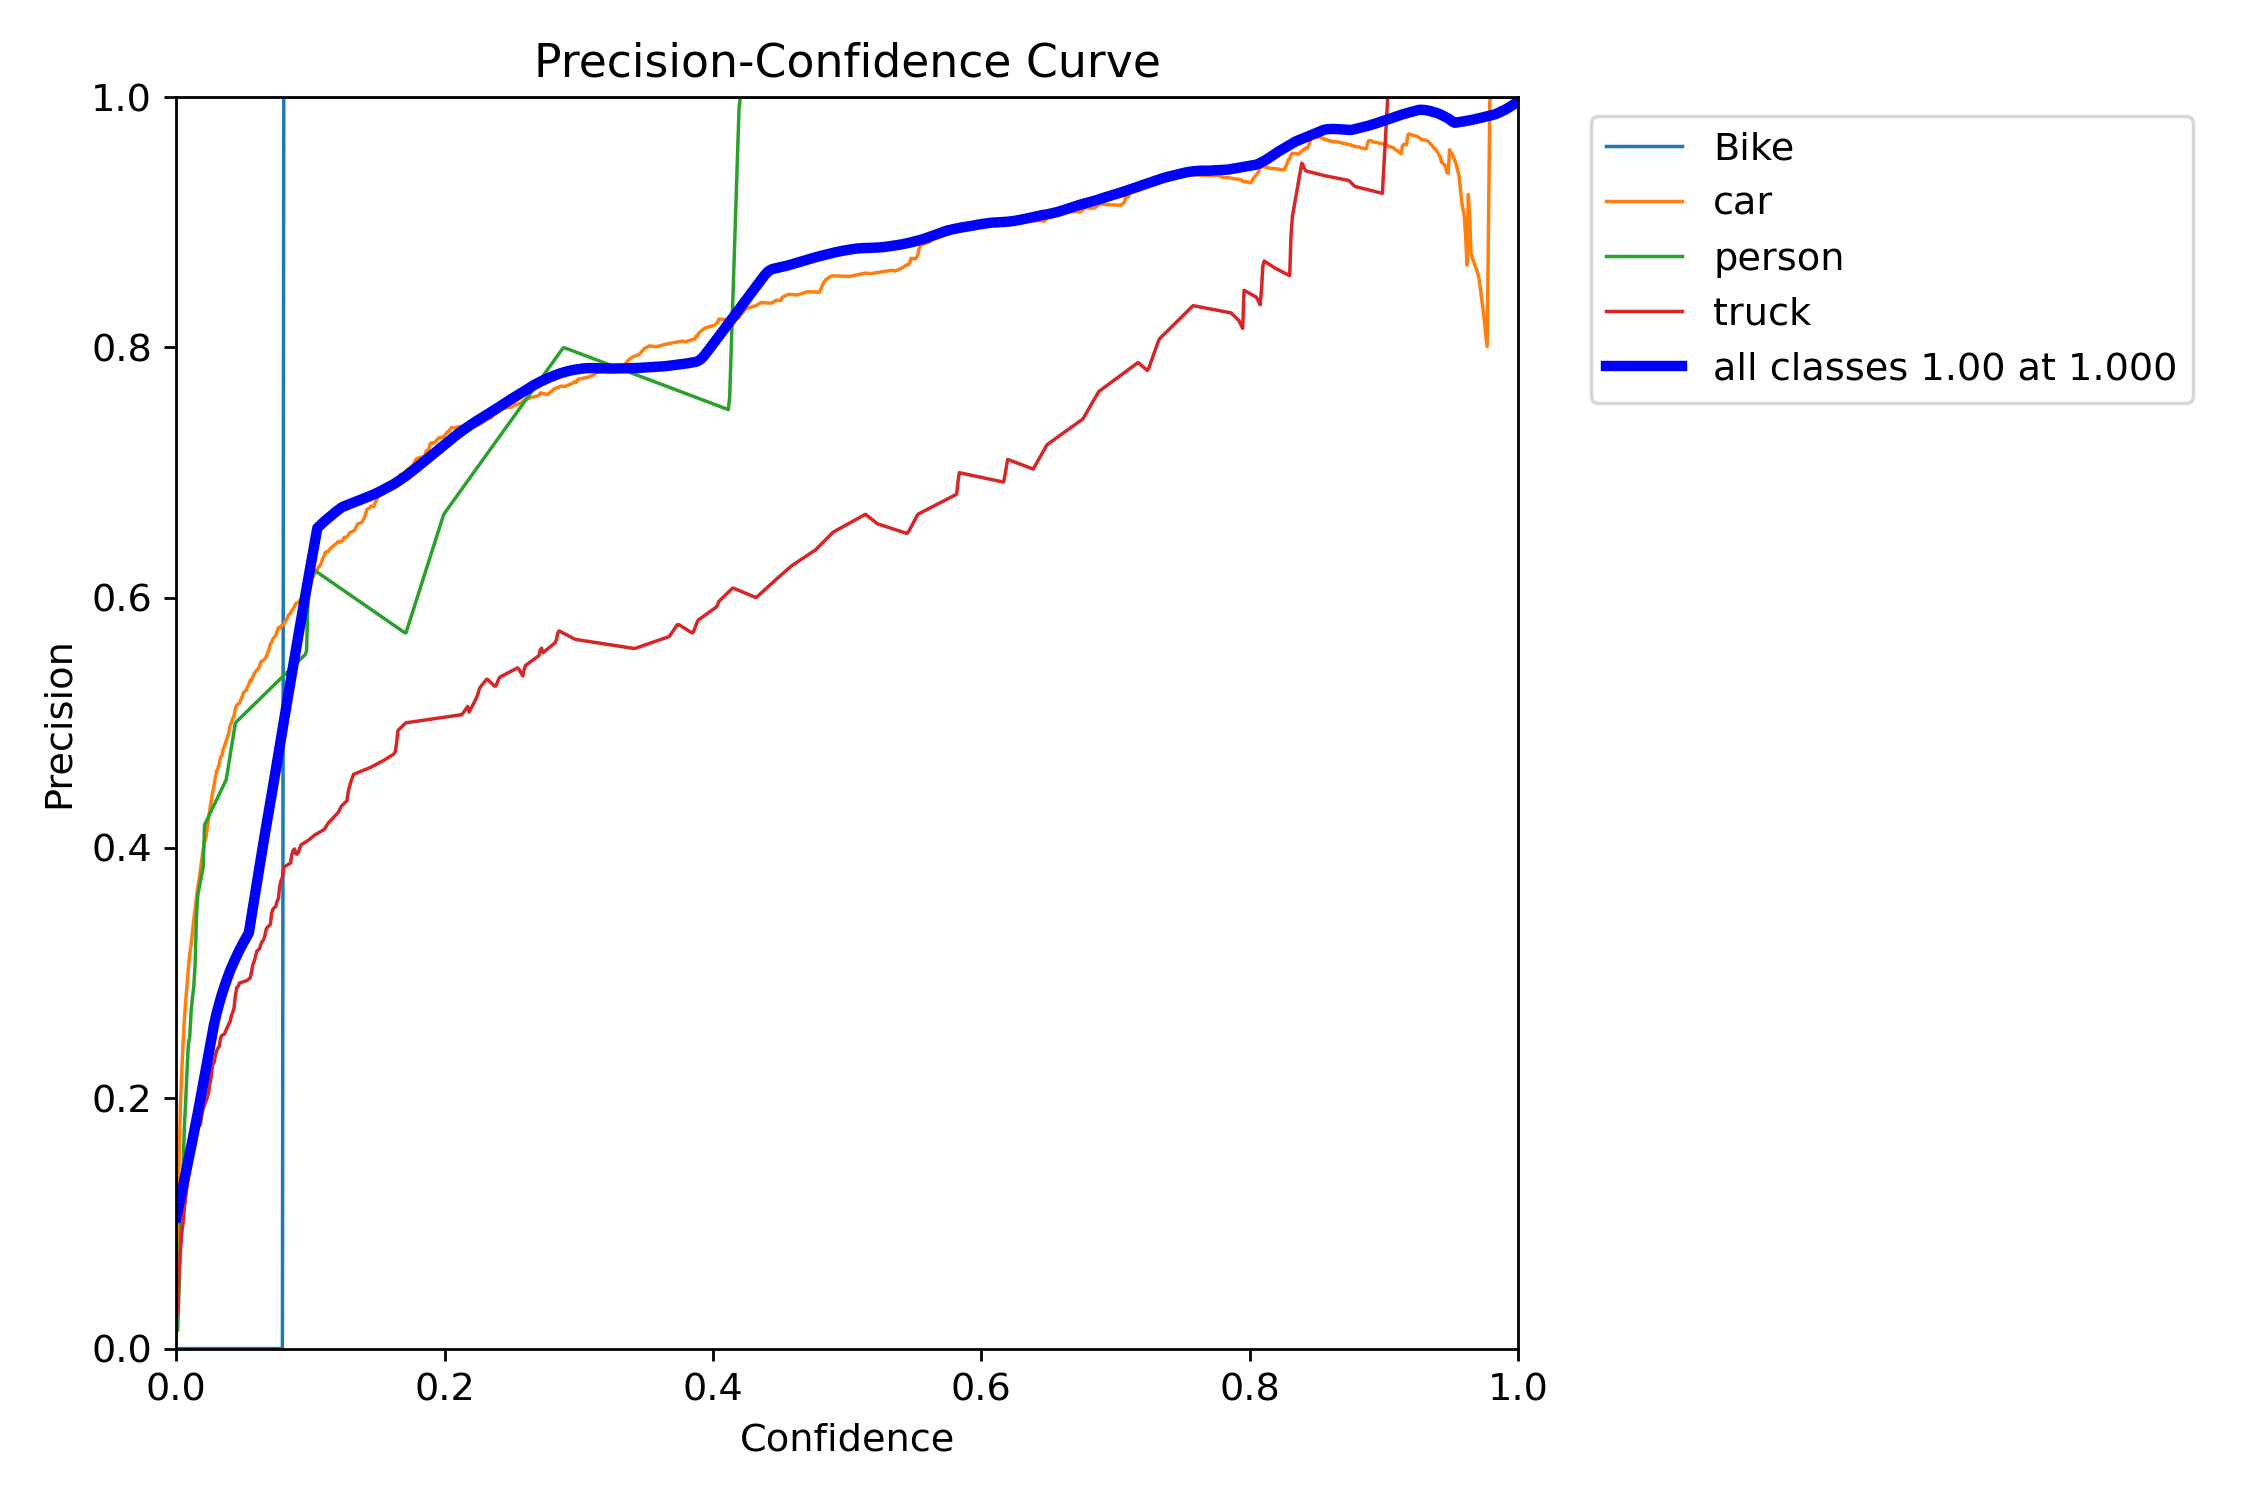 Precision-Confidence Curve
1.0
0.8
0.6
0.4
0.2
0.0
Precision
0.0 0.2 0.4 0.6 0.8 1.0
Confidence
Bike
car
person
truck
all classes 1.00 at 1.000